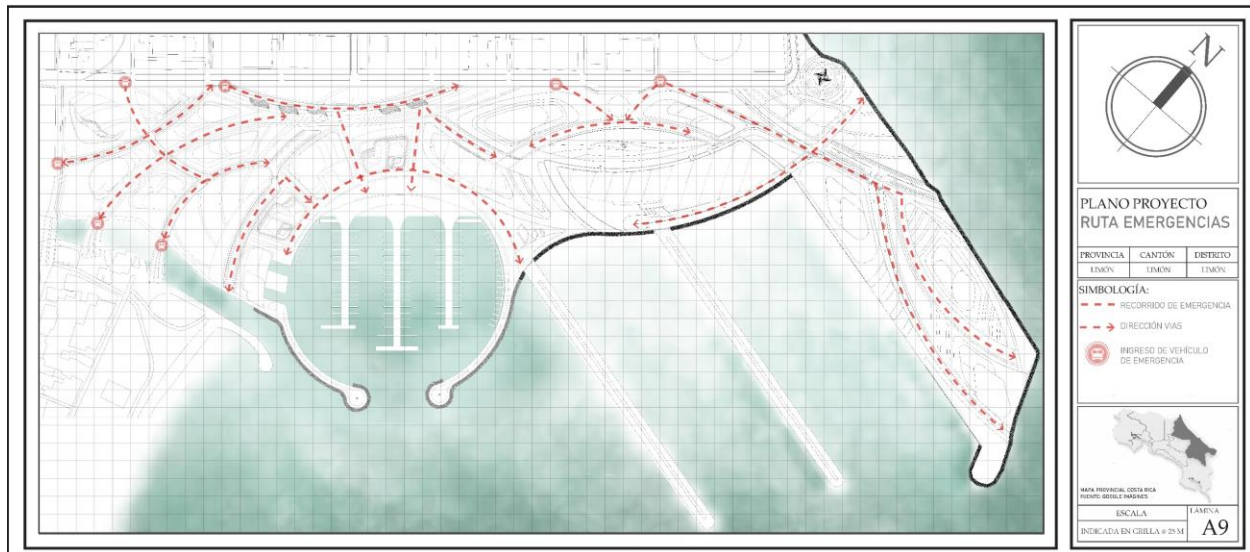 N
PLANO PROYECTO
RUTA EMERGENCIAS
PROVINCIA CANTÓN DISTRITO
LIMÓN LIMÓN LIMÓN
SIMBOLOGÍA:
RECORRIDO DE EMERGENCIA
DIRECCIÓN VIAS
INGRESO DE VEHÍCULO
DE EMERGENCIA
MAPA PROVINCIAL COSTA RICA
FUENTE: GOOGLE IMÁGINES
ESCALA LÁMINA
INDICADA EN GRILLA # 25 M A9